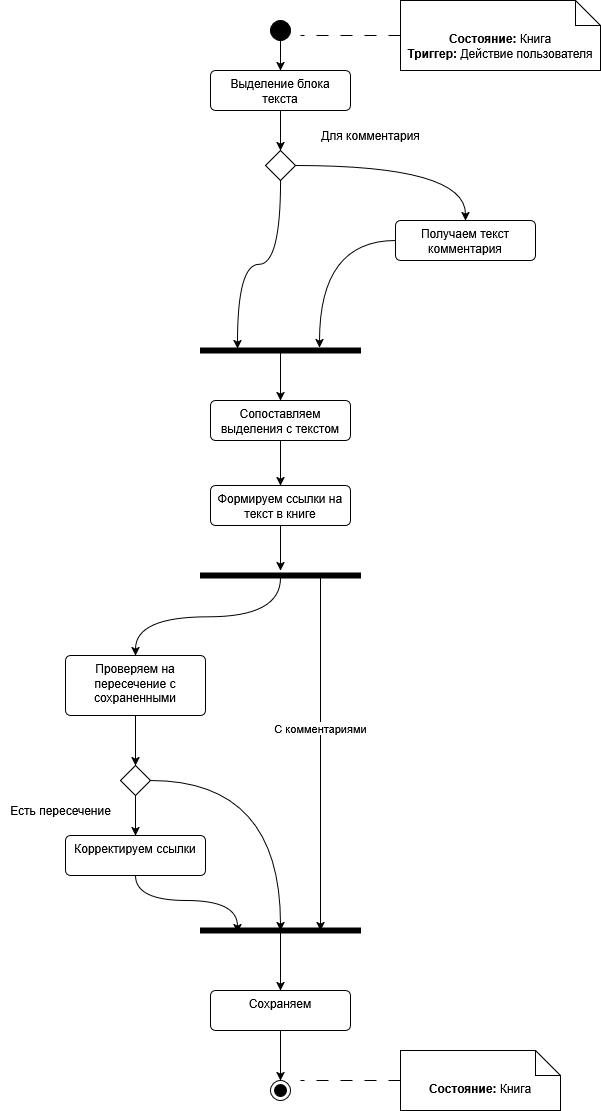 Состояние: Книга
Триггер: Действие пользователя
Выделение блока
текста
Для комментария
Получаем текст
комментария
Сопоставляем
выделения с текстом
Формируем ссылки на
текст в книге
Проверяем на
пересечение с
сохраненными
С комментариями
Есть пересечение
Корректируем ссылки
Сохраняем
Состояние: Книга